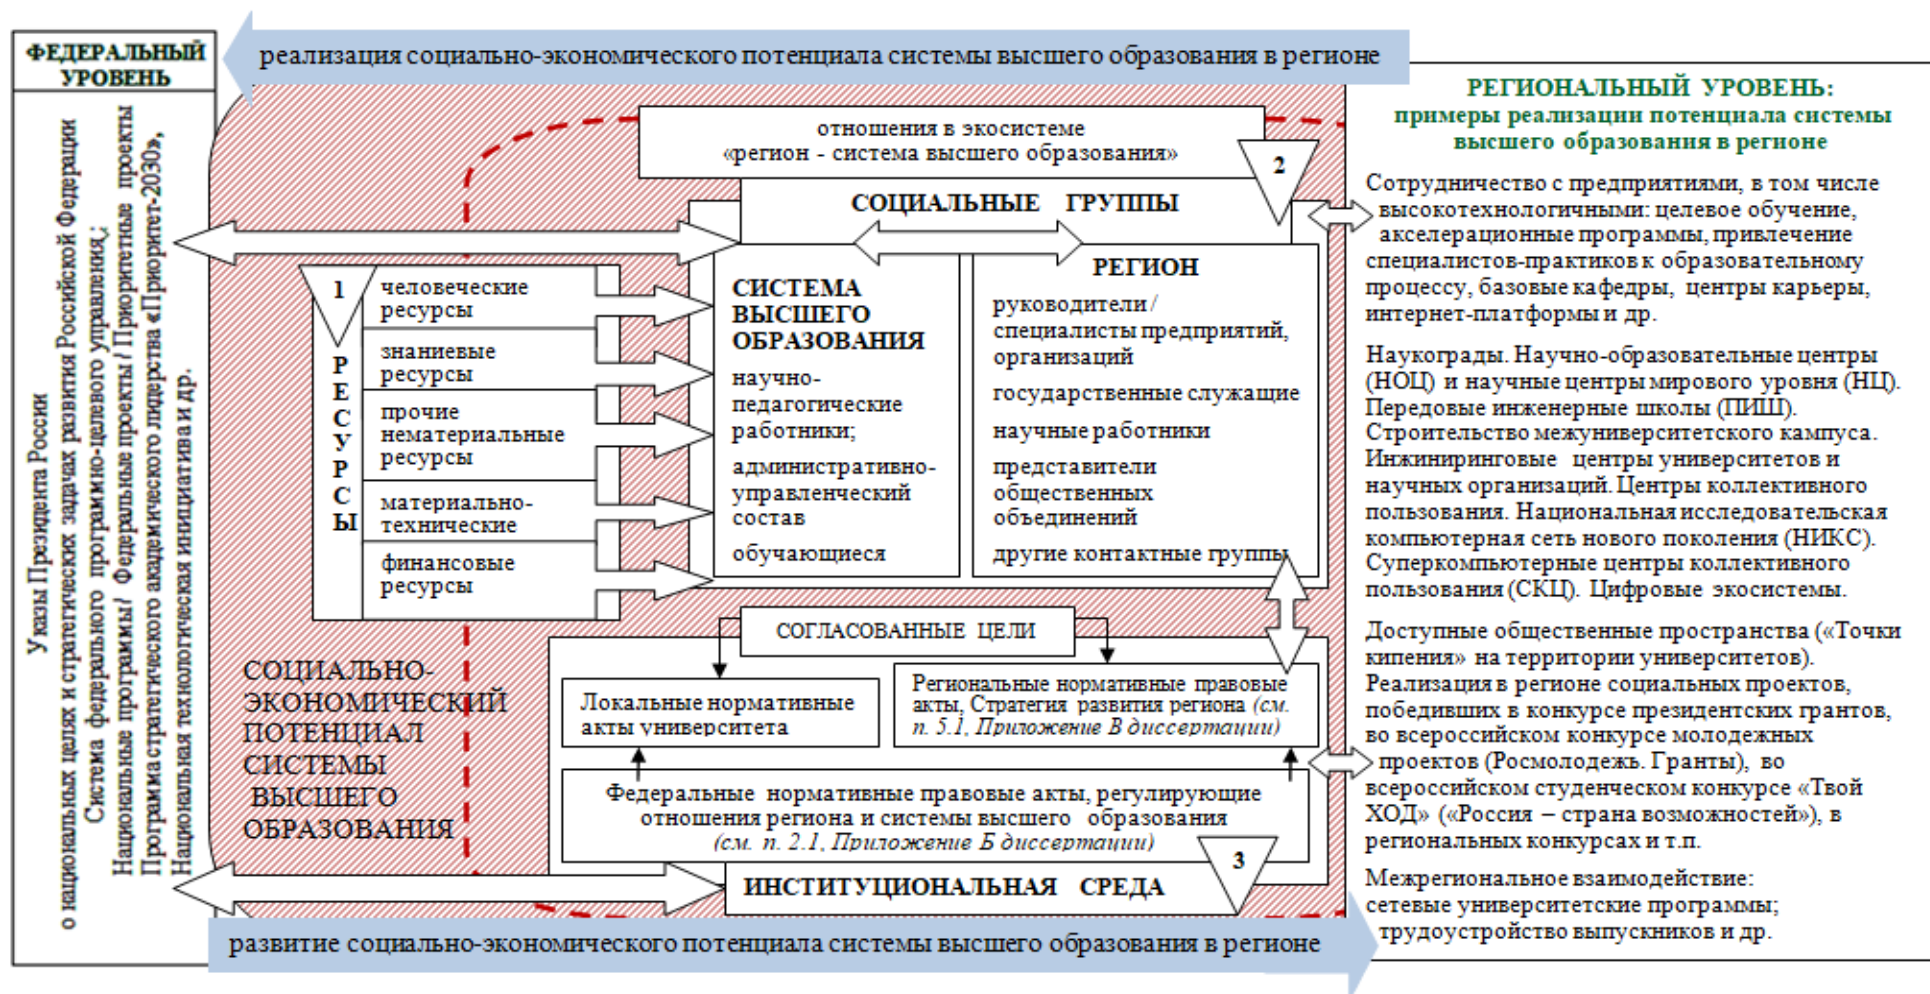 реализация социально-экономического потенциала системы высшего образования в регионе
ФЕДЕРАЛЬНЫЙ
УРОВЕНЬ
Указы Президента России
о национальных целях и стратегических задачах развития Российской Федерации
Система федерального программно-целевого управления:
Национальные программы/ Федеральные проекты / Приоритетные проекты
Программа стратегического академического лидерства «Приоритет-2030»,
Национальная технологическая инициатива и др.
отношения в экосистеме
«регион - система высшего образования»
2
СОЦИАЛЬНЫЕ ГРУППЫ
1
РЕСУРСЫ
человеческие
ресурсы
знаниевые
ресурсы
прочие
нематериальные
ресурсы
материально-
технические
финансовые
ресурсы
СИСТЕМА
ВЫСШЕГО
ОБРАЗОВАНИЯ
научно-
педагогические
работники;
административно-
управленческий
состав
обучающиеся
РЕГИОН
руководители /
специалисты предприятий,
организаций
государственные служащие
научные работники
представители
общественных
объединений
другие контактные группы
СОЦИАЛЬНО-
ЭКОНОМИЧЕСКИЙ
ПОТЕНЦИАЛ
СИСТЕМЫ
ВЫСШЕГО
ОБРАЗОВАНИЯ
СОГЛАСОВАННЫЕ ЦЕЛИ
Локальные нормативные
акты университета
Региональные нормативные правовые
акты, Стратегия развития региона (см.
п. 5.1, Приложение В диссертации)
Федеральные нормативные правовые акты, регулирующие
отношения региона и системы высшего образования
(см. п. 2.1, Приложение Б диссертации)
3
ИНСТИТУЦИОНАЛЬНАЯ СРЕДА
развитие социально-экономического потенциала системы высшего образования в регионе
РЕГИОНАЛЬНЫЙ УРОВЕНЬ:
примеры реализации потенциала системы
высшего образования в регионе
Сотрудничество с предприятиями, в том числе
высокотехнологичными: целевое обучение,
акселерационные программы, привлечение
специалистов-практиков к образовательному
процессу, базовые кафедры, центры карьеры,
интернет-платформы и др.
Наукограды. Научно-образовательные центры
(НОЦ) и научные центры мирового уровня (НЦ).
Передовые инженерные школы (ПИШ).
Строительство межуниверситетского кампуса.
Инжиниринговые центры университетов и
научных организаций. Центры коллективного
пользования. Национальная исследовательская
компьютерная сеть нового поколения (НИКС).
Суперкомпьютерные центры коллективного
пользования (СКЦ). Цифровые экосистемы.
Доступные общественные пространства («Точки
кипения» на территории университетов).
Реализация в регионе социальных проектов,
победивших в конкурсе президентских грантов,
во всероссийском конкурсе молодежных
проектов (Росмолодежь. Гранты), во
всероссийском студенческом конкурсе «Твой
ХОД» («Россия – страна возможностей»), в
региональных конкурсах и т.п.
Межрегиональное взаимодействие:
сетевые университетские программы;
трудоустройство выпускников и др.